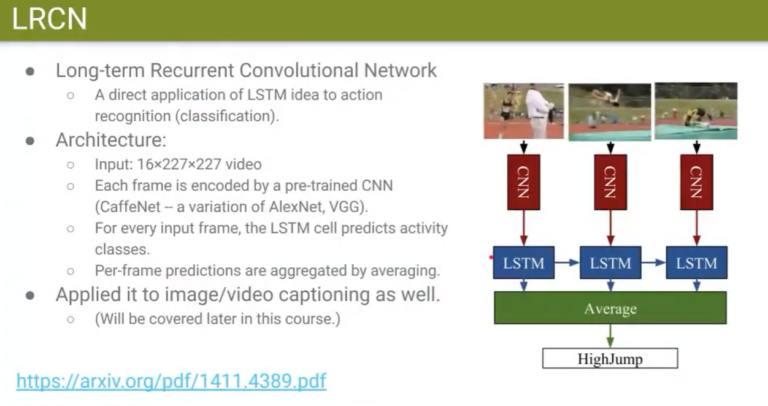 LRCN
● Long-term Recurrent Convolutional Network
○ A direct application of LSTM idea to action
recognition (classification).
● Architecture:
○ Input: 16×227×227 video
○ Each frame is encoded by a pre-trained CNN
(CaffeNet -- a variation of AlexNet, VGG).
○ For every input frame, the LSTM cell predicts activity
classes.
○ Per-frame predictions are aggregated by averaging.
● Applied it to image/video captioning as well.
○ (Will be covered later in this course.)
https://arxiv.org/pdf/1411.4389.pdf
CNN CNN CNN
LSTM LSTM LSTM
Average
HighJump